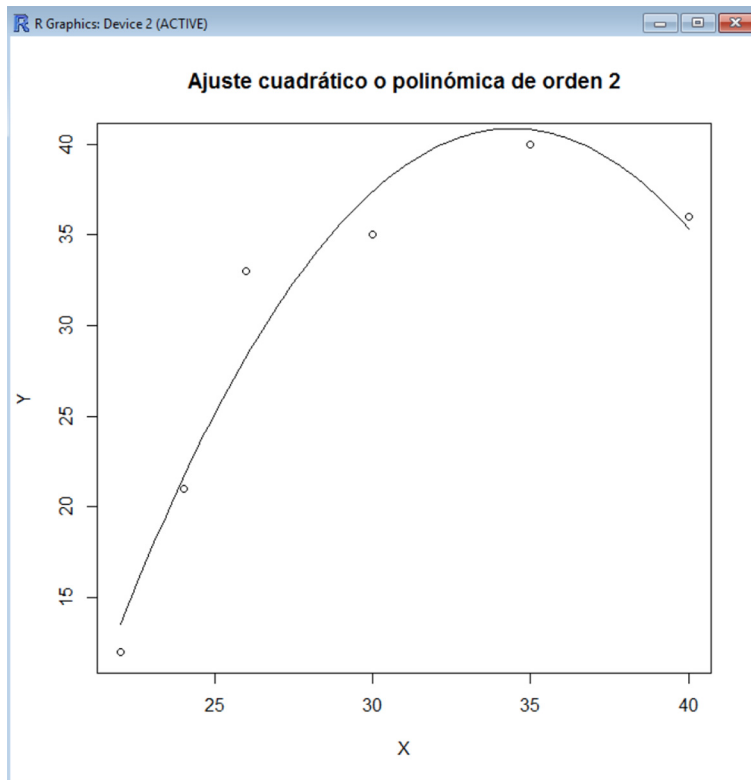 R Graphics: Device 2 (ACTIVE)
Ajuste cuadrático o polinómica de orden 2
40
35
30
25
20
15
Y
25 30 35 40
X